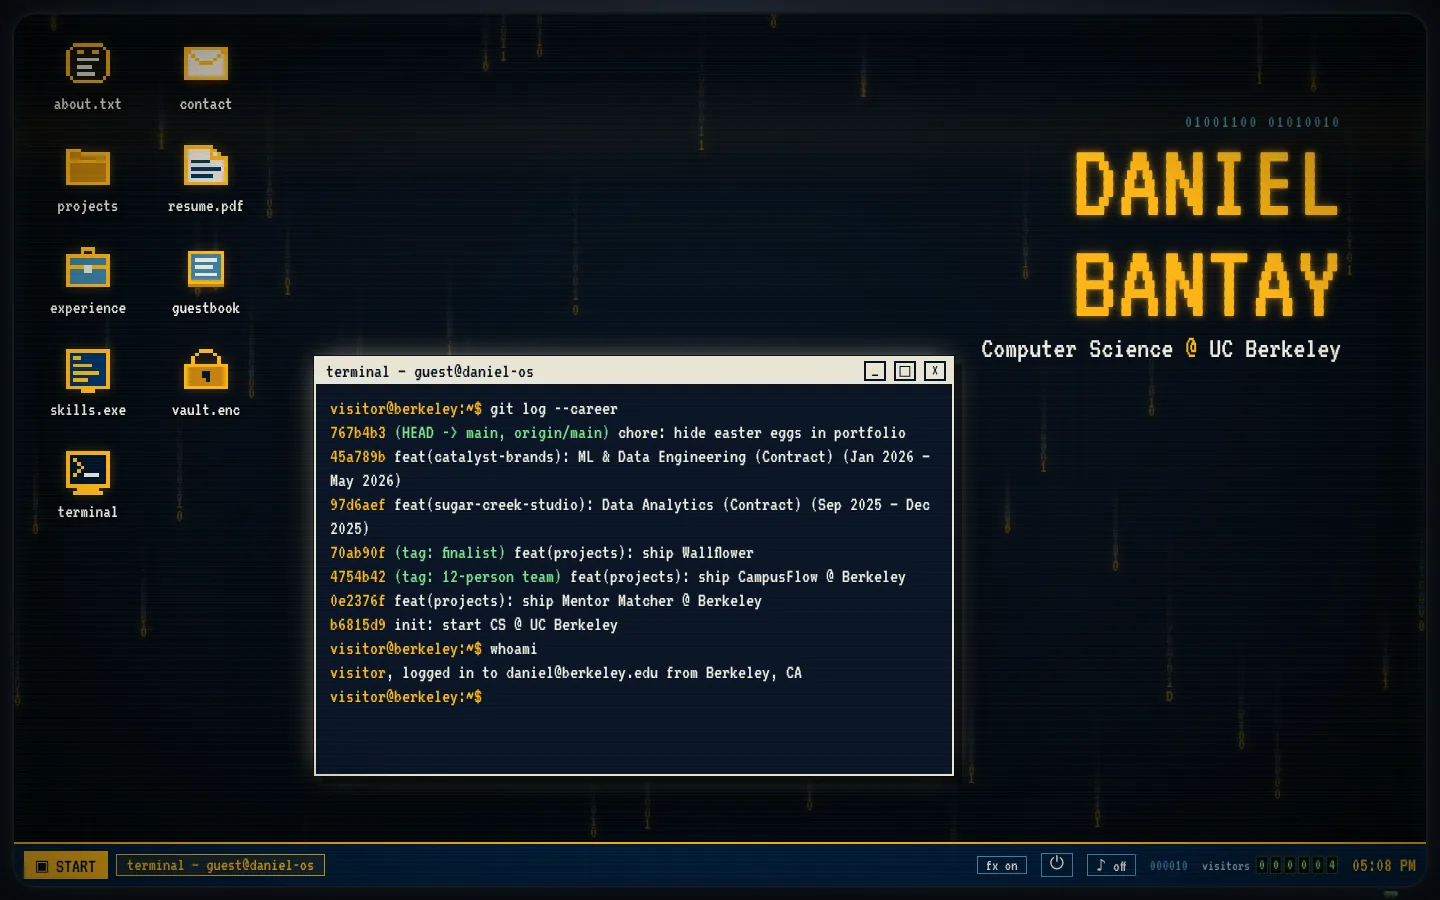 about.txt
contact
projects
resume.pdf
experience
guestbook
skills.exe
vault.enc
terminal
01001100 01010010
DANIEL
BANTAY
Computer Science @ UC Berkeley
terminal — guest@daniel-os
visitor@berkeley:~$ git log --career
767b4b3 (HEAD -> main, origin/main) chore: hide easter eggs in portfolio
45a789b feat(catalyst-brands): ML & Data Engineering (Contract) (Jan 2026 –
May 2026)
97d6aef feat(sugar-creek-studio): Data Analytics (Contract) (Sep 2025 – Dec
2025)
70ab90f (tag: finalist) feat(projects): ship Wallflower
4754b42 (tag: 12-person team) feat(projects): ship CampusFlow @ Berkeley
0e2376f feat(projects): ship Mentor Matcher @ Berkeley
b6815d9 init: start CS @ UC Berkeley
visitor@berkeley:~$ whoami
visitor, logged in to daniel@berkeley.edu from Berkeley, CA
visitor@berkeley:~$
START
terminal — guest@daniel-os
fx on
♪ off
000010
visitors 000004
05:08 PM